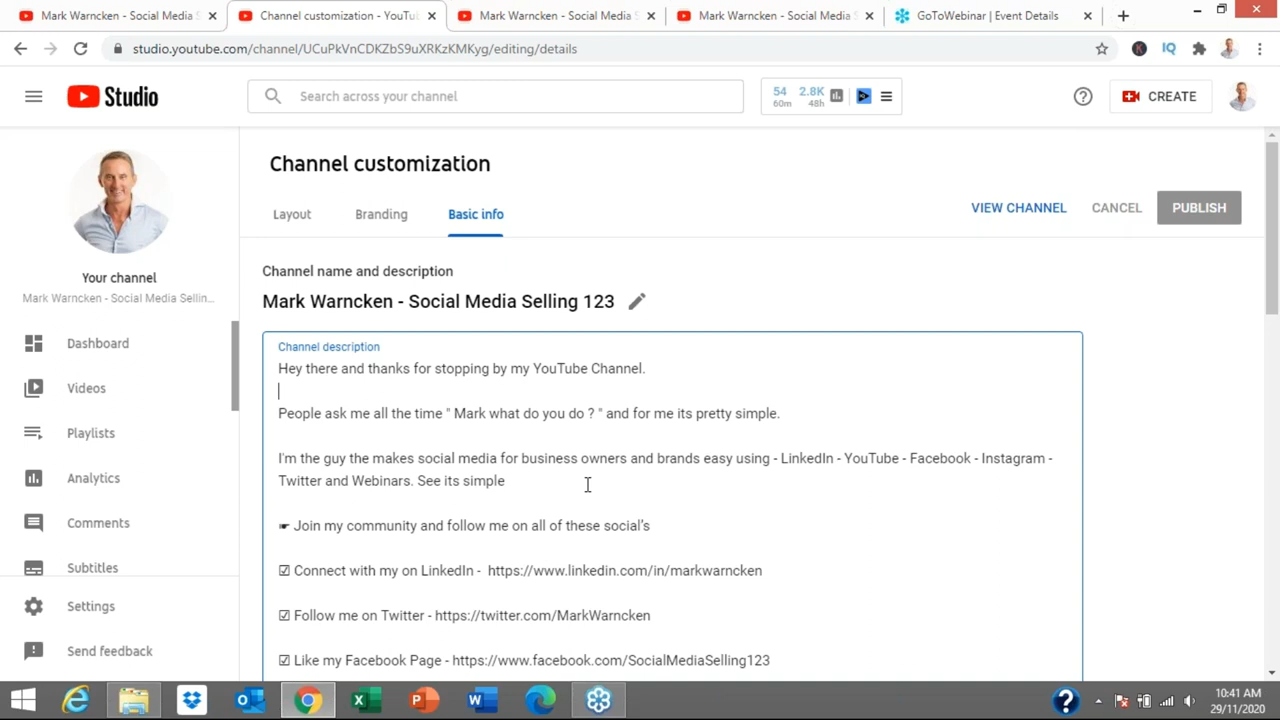 Mark Warncken - Social Media S
Channel customization - YouTu
Mark Warncken - Social Media S
Mark Warncken - Social Media S
GoToWebinar | Event Details
studio.youtube.com/channel/UCuPkVnCDKZbS9uXRKzKMKyg/editing/details
IQ
Studio
Search across your channel
54 2.8K
60m 48h
CREATE
Channel customization
Layout Branding Basic info
VIEW CHANNEL CANCEL PUBLISH
Your channel
Mark Warncken - Social Media Sellin...
Dashboard
Videos
Playlists
Analytics
Comments
Subtitles
Settings
Send feedback
Channel name and description
Mark Warncken - Social Media Selling 123
Channel description
Hey there and thanks for stopping by my YouTube Channel.
People ask me all the time " Mark what do you do ? " and for me its pretty simple.
I'm the guy the makes social media for business owners and brands easy using - LinkedIn - YouTube - Facebook - Instagram -
Twitter and Webinars. See its simple
☛ Join my community and follow me on all of these social's
☑ Connect with my on LinkedIn - https://www.linkedin.com/in/markwarncken
☑ Follow me on Twitter - https://twitter.com/MarkWarncken
☑ Like my Facebook Page - https://www.facebook.com/SocialMediaSelling123
10:41 AM
29/11/2020